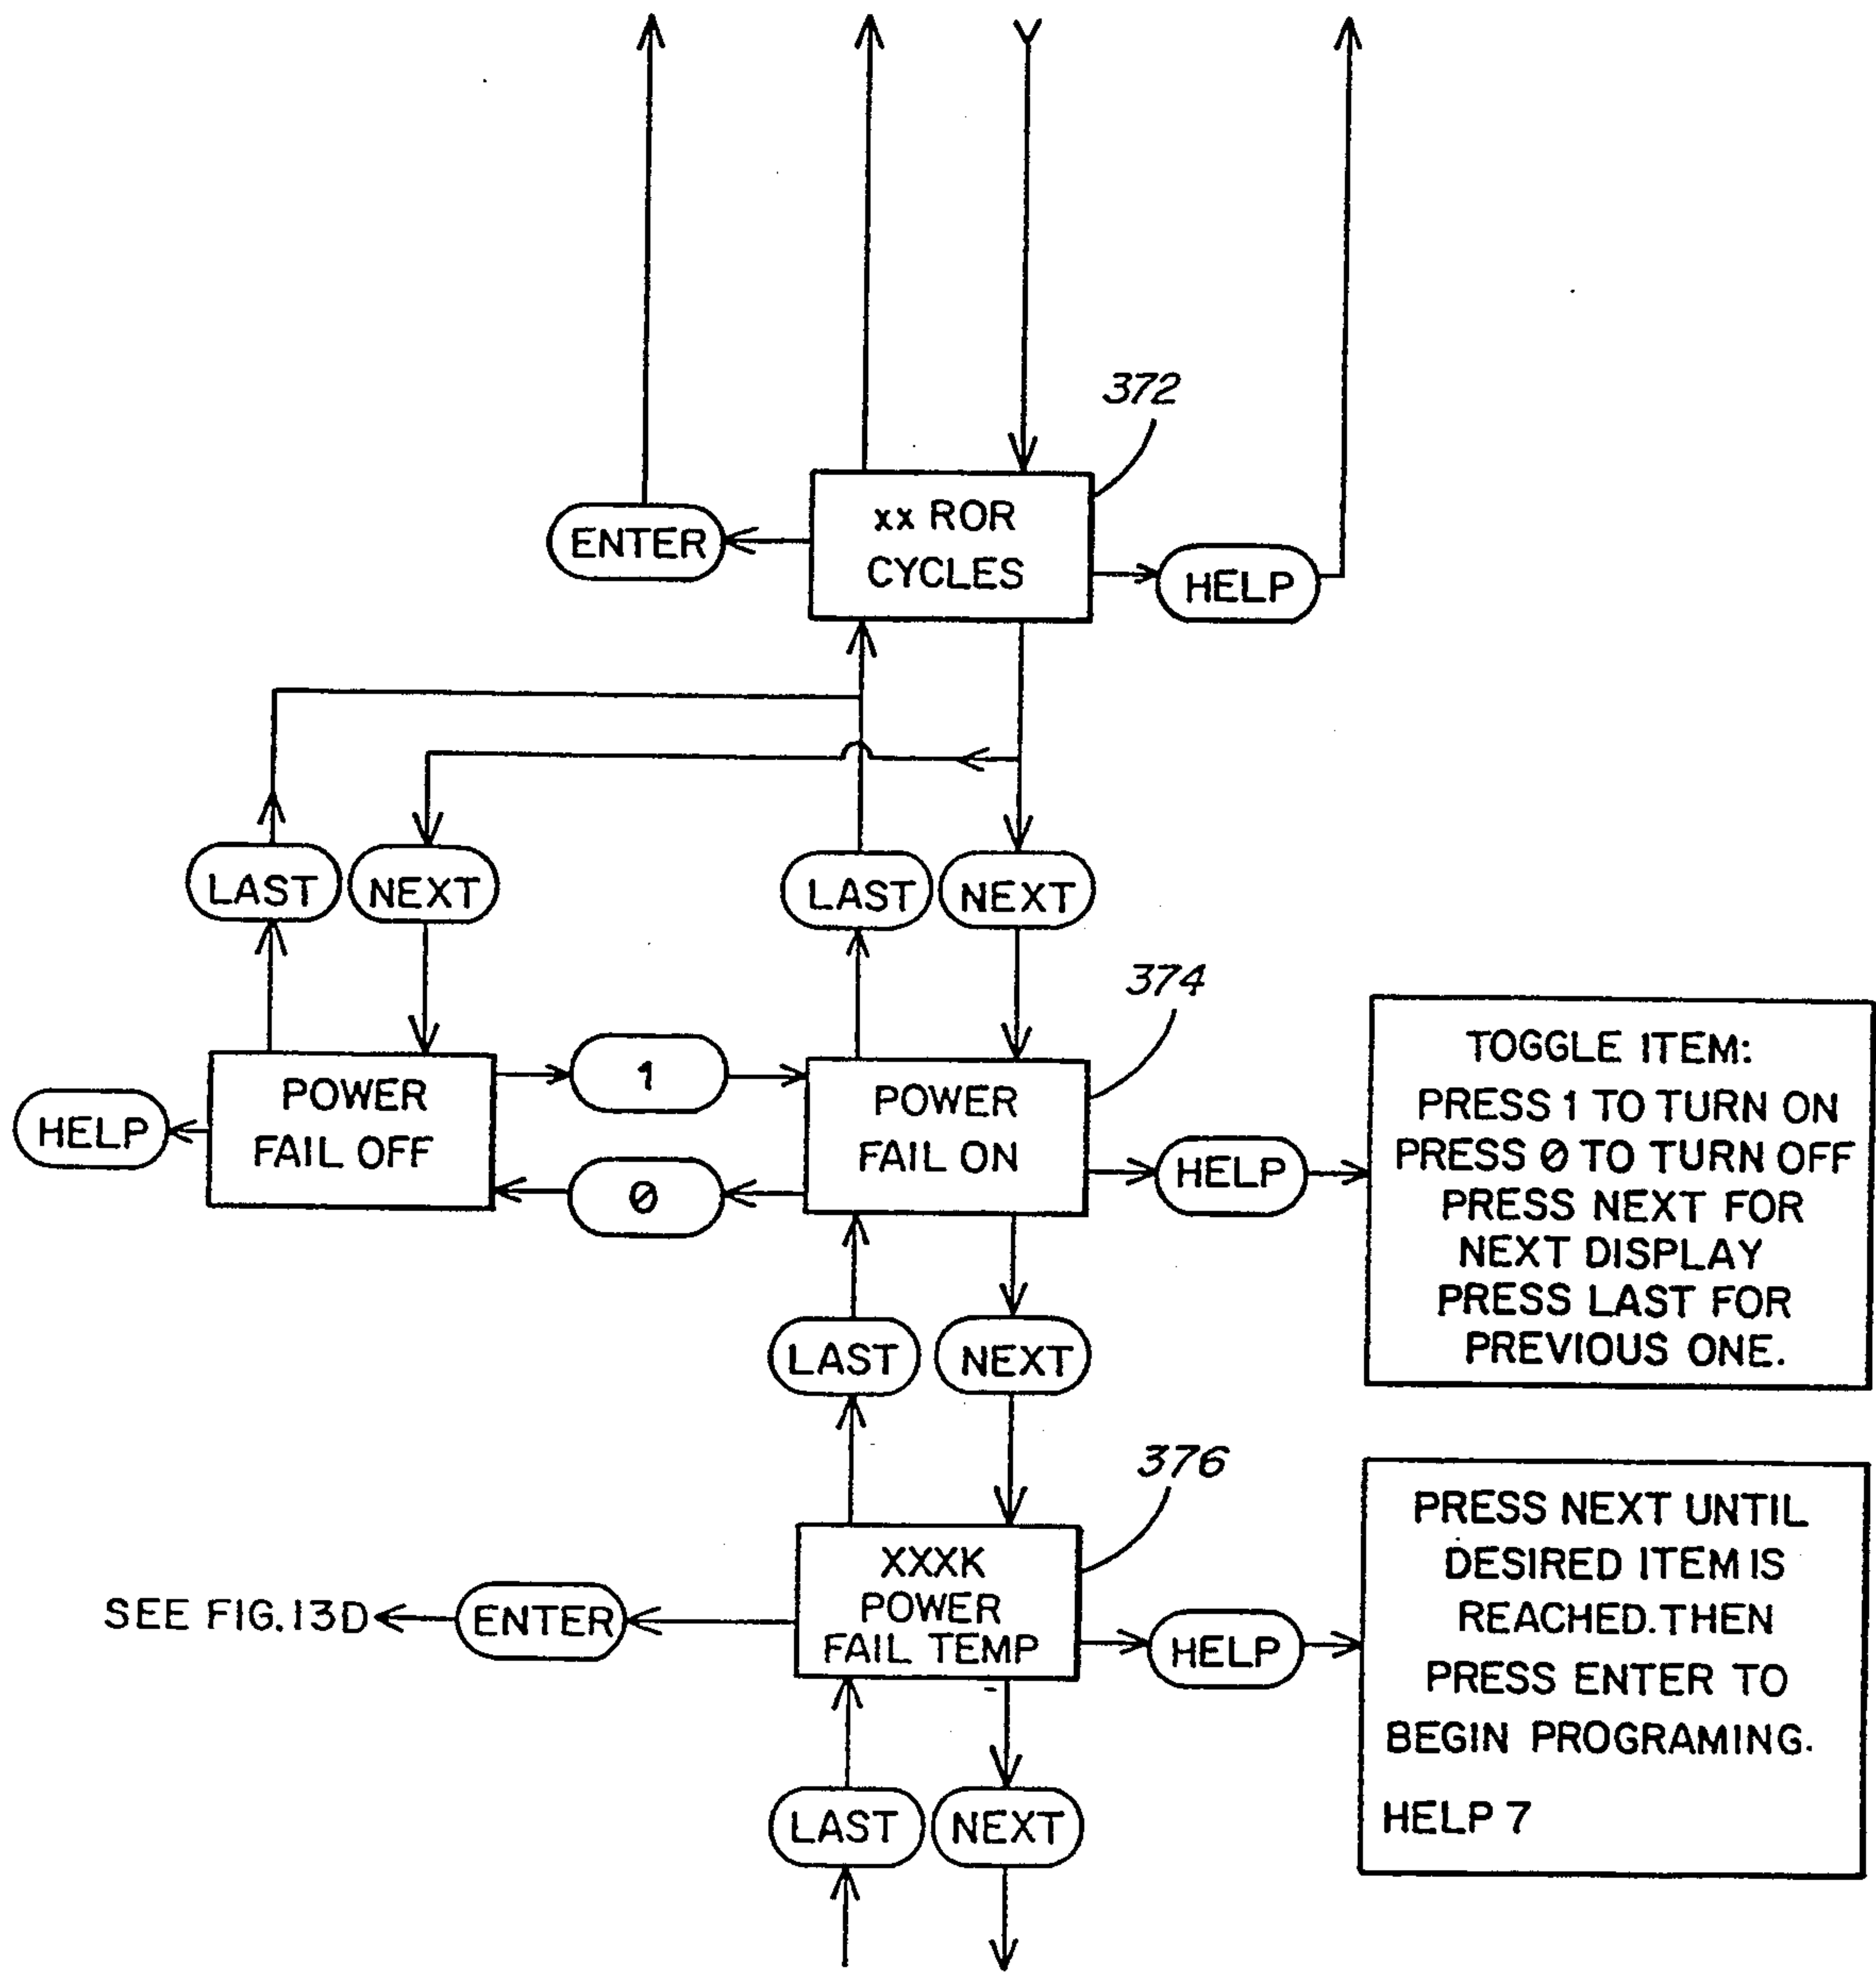 372
xx ROR
CYCLES
ENTER
HELP
LAST
NEXT
LAST
NEXT
374
POWER
FAIL OFF
HELP
1
0
POWER
FAIL ON
HELP
TOGGLE ITEM:
PRESS 1 TO TURN ON
PRESS 0 TO TURN OFF
PRESS NEXT FOR
NEXT DISPLAY
PRESS LAST FOR
PREVIOUS ONE.
LAST
NEXT
376
XXXK
POWER
FAIL TEMP
SEE FIG. 13D
ENTER
HELP
PRESS NEXT UNTIL
DESIRED ITEM IS
REACHED. THEN
PRESS ENTER TO
BEGIN PROGRAMING.
HELP 7
LAST
NEXT